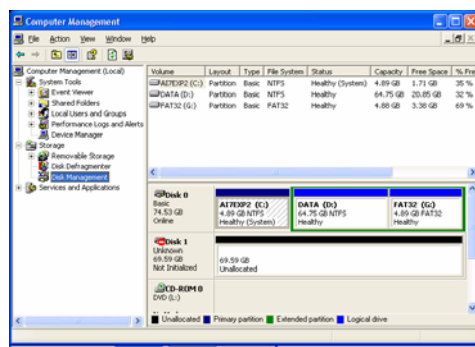 Computer Management
File Action View Window Help
Computer Management (Local)
System Tools
Event Viewer
Shared Folders
Local Users and Groups
Performance Logs and Alerts
Device Manager
Storage
Removable Storage
Disk Defragmenter
Disk Management
Services and Applications
Volume Layout Type File System Status Capacity Free Space % Fre
AI7EXP2 (C:) Partition Basic NTFS Healthy (System) 4.89 GB 1.71 GB 35 %
DATA (D:) Partition Basic NTFS Healthy 64.75 GB 20.85 GB 32 %
FAT32 (G:) Partition Basic FAT32 Healthy 4.88 GB 3.38 GB 69 %
Disk 0
Basic
74.53 GB
Online
AI7EXP2 (C:)
4.89 GB NTFS
Healthy (System)
DATA (D:)
64.75 GB NTFS
Healthy
FAT32 (G:)
4.89 GB FAT32
Healthy
Disk 1
Unknown
69.59 GB
Not Initialized
69.59 GB
Unallocated
CD-ROM 0
DVD (L:)
Unallocated Primary partition Extended partition Logical drive